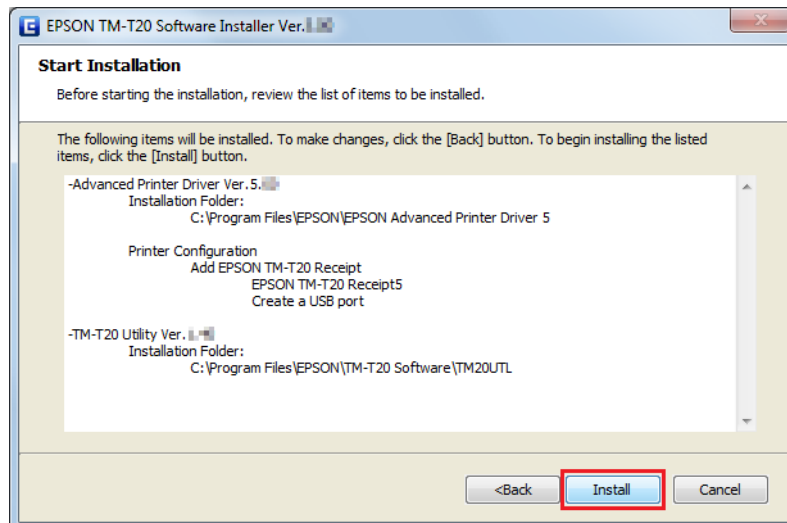 EPSON TM-T20 Software Installer Ver.
Start Installation
Before starting the installation, review the list of items to be installed.
The following items will be installed. To make changes, click the [Back] button. To begin installing the listed
items, click the [Install] button.
-Advanced Printer Driver Ver.5.
Installation Folder:
C:\Program Files\EPSON\EPSON Advanced Printer Driver 5
Printer Configuration
Add EPSON TM-T20 Receipt
EPSON TM-T20 Receipt5
Create a USB port
-TM-T20 Utility Ver.
Installation Folder:
C:\Program Files\EPSON\TM-T20 Software\TM20UTL
<Back Install Cancel